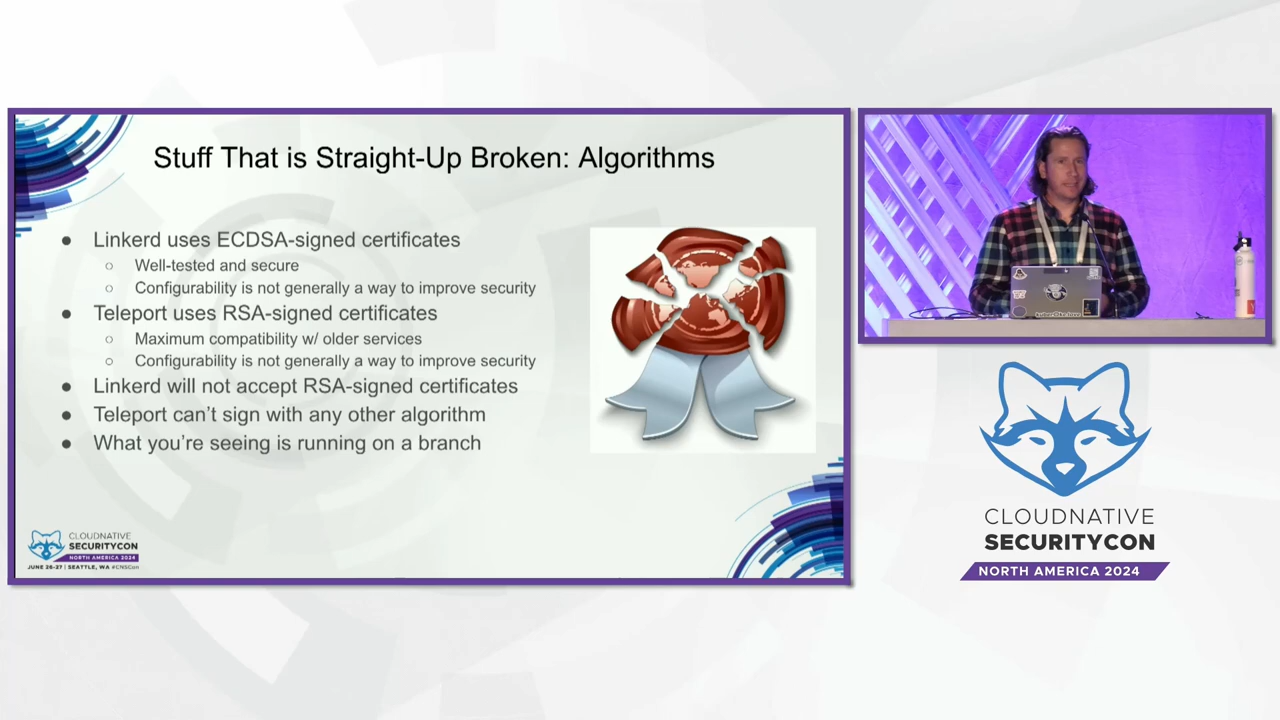 Stuff That is Straight-Up Broken: Algorithms
● Linkerd uses ECDSA-signed certificates
○ Well-tested and secure
○ Configurability is not generally a way to improve security
● Teleport uses RSA-signed certificates
○ Maximum compatibility w/ older services
○ Configurability is not generally a way to improve security
● Linkerd will not accept RSA-signed certificates
● Teleport can’t sign with any other algorithm
● What you’re seeing is running on a branch
CLOUDNATIVE
SECURITYCON
NORTH AMERICA 2024
JUNE 26-27 | SEATTLE, WA #CNSCon
CLOUDNATIVE
SECURITYCON
NORTH AMERICA 2024